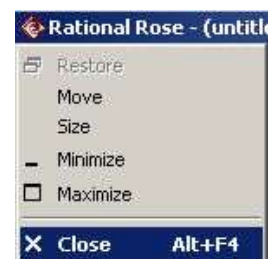 Rational Rose - (untitle
Restore
Move
Size
Minimize
Maximize
Close Alt+F4